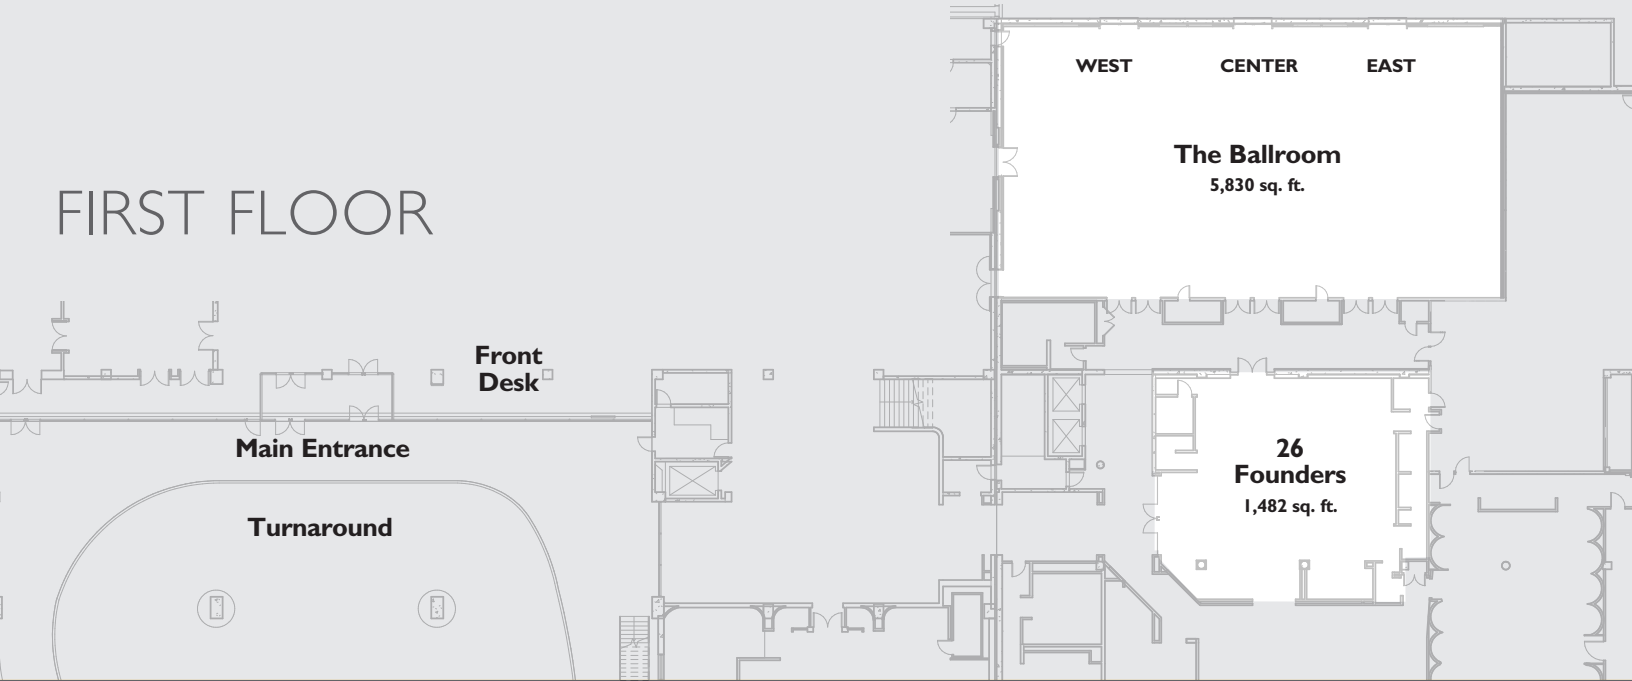 FIRST FLOOR
WEST CENTER EAST
The Ballroom
5,830 sq. ft.
Front
Desk
Main Entrance
Turnaround
26
Founders
1,482 sq. ft.